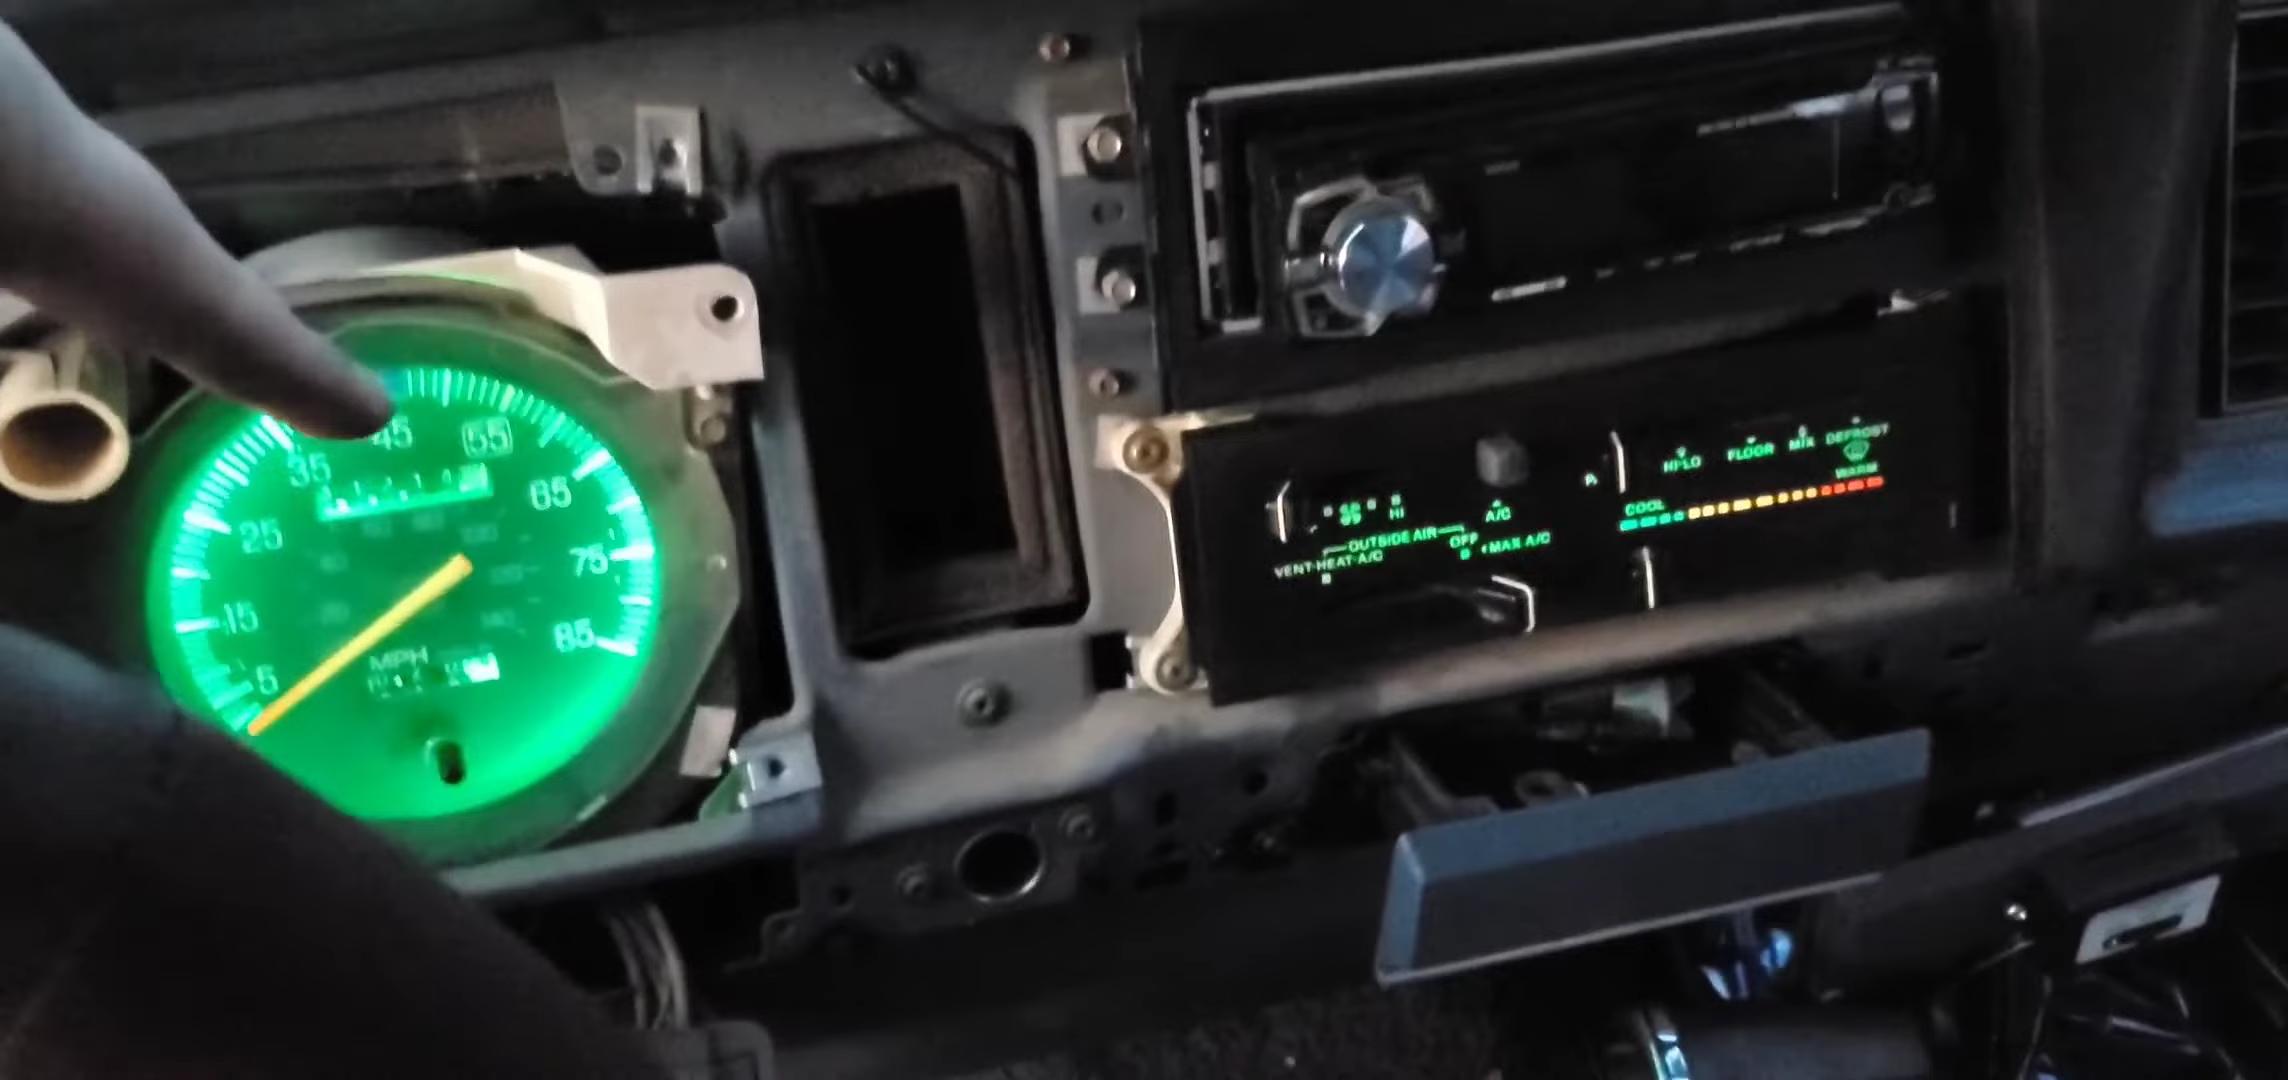 5
15
25
35
45
55
65
75
85
MPH
HI
A/C
OUTSIDE AIR
OFF
MAX A/C
VENT·HEAT·A/C
HI-LO
FLOOR
MIX
DEFROST
COOL
WARM